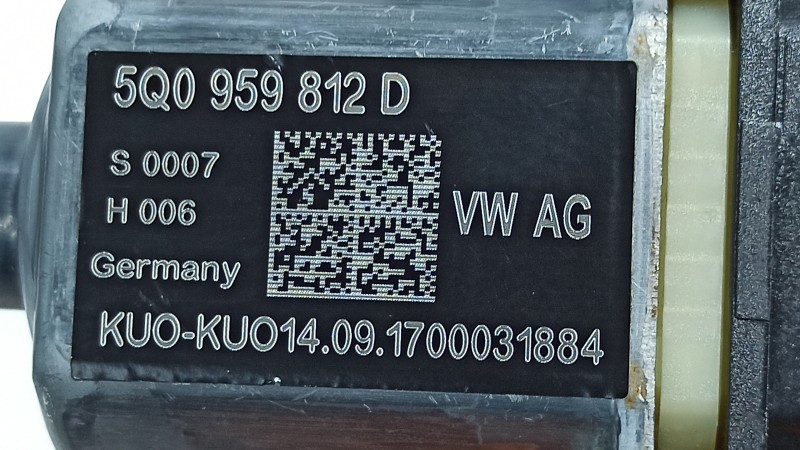 5Q0 959 812 D
S 0007
H 006
VW AG
Germany
KUO-KUO14.09.1700031884